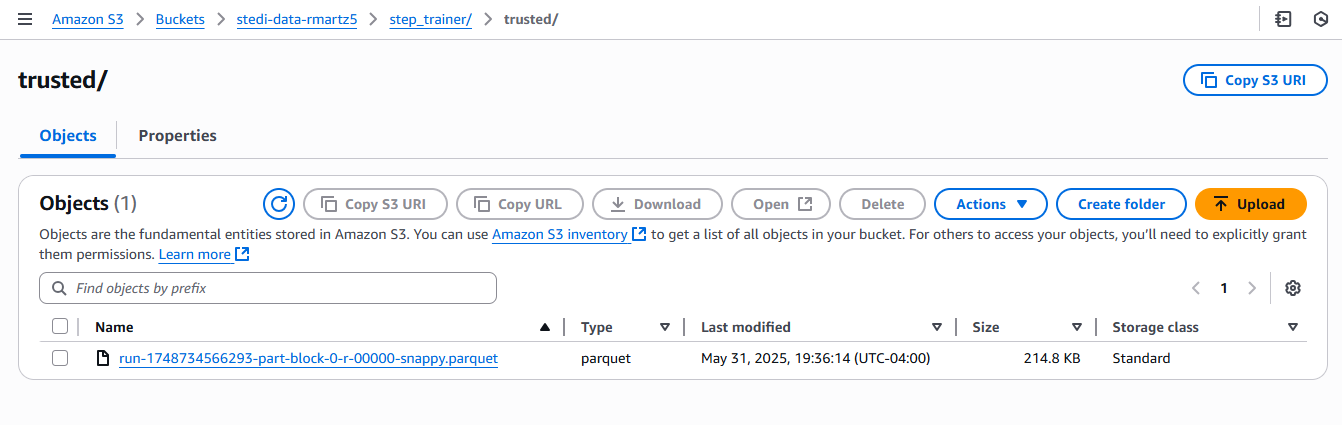 Amazon S3 > Buckets > stedi-data-rmartz5 > step_trainer/ > trusted/
trusted/
Copy S3 URI
Objects Properties
Objects (1)
Copy S3 URI Copy URL Download Open Delete Actions Create folder Upload
Objects are the fundamental entities stored in Amazon S3. You can use Amazon S3 inventory to get a list of all objects in your bucket. For others to access your objects, you’ll need to explicitly grant
them permissions. Learn more
Find objects by prefix
1
Name Type Last modified Size Storage class
run-1748734566293-part-block-0-r-00000-snappy.parquet parquet May 31, 2025, 19:36:14 (UTC-04:00) 214.8 KB Standard